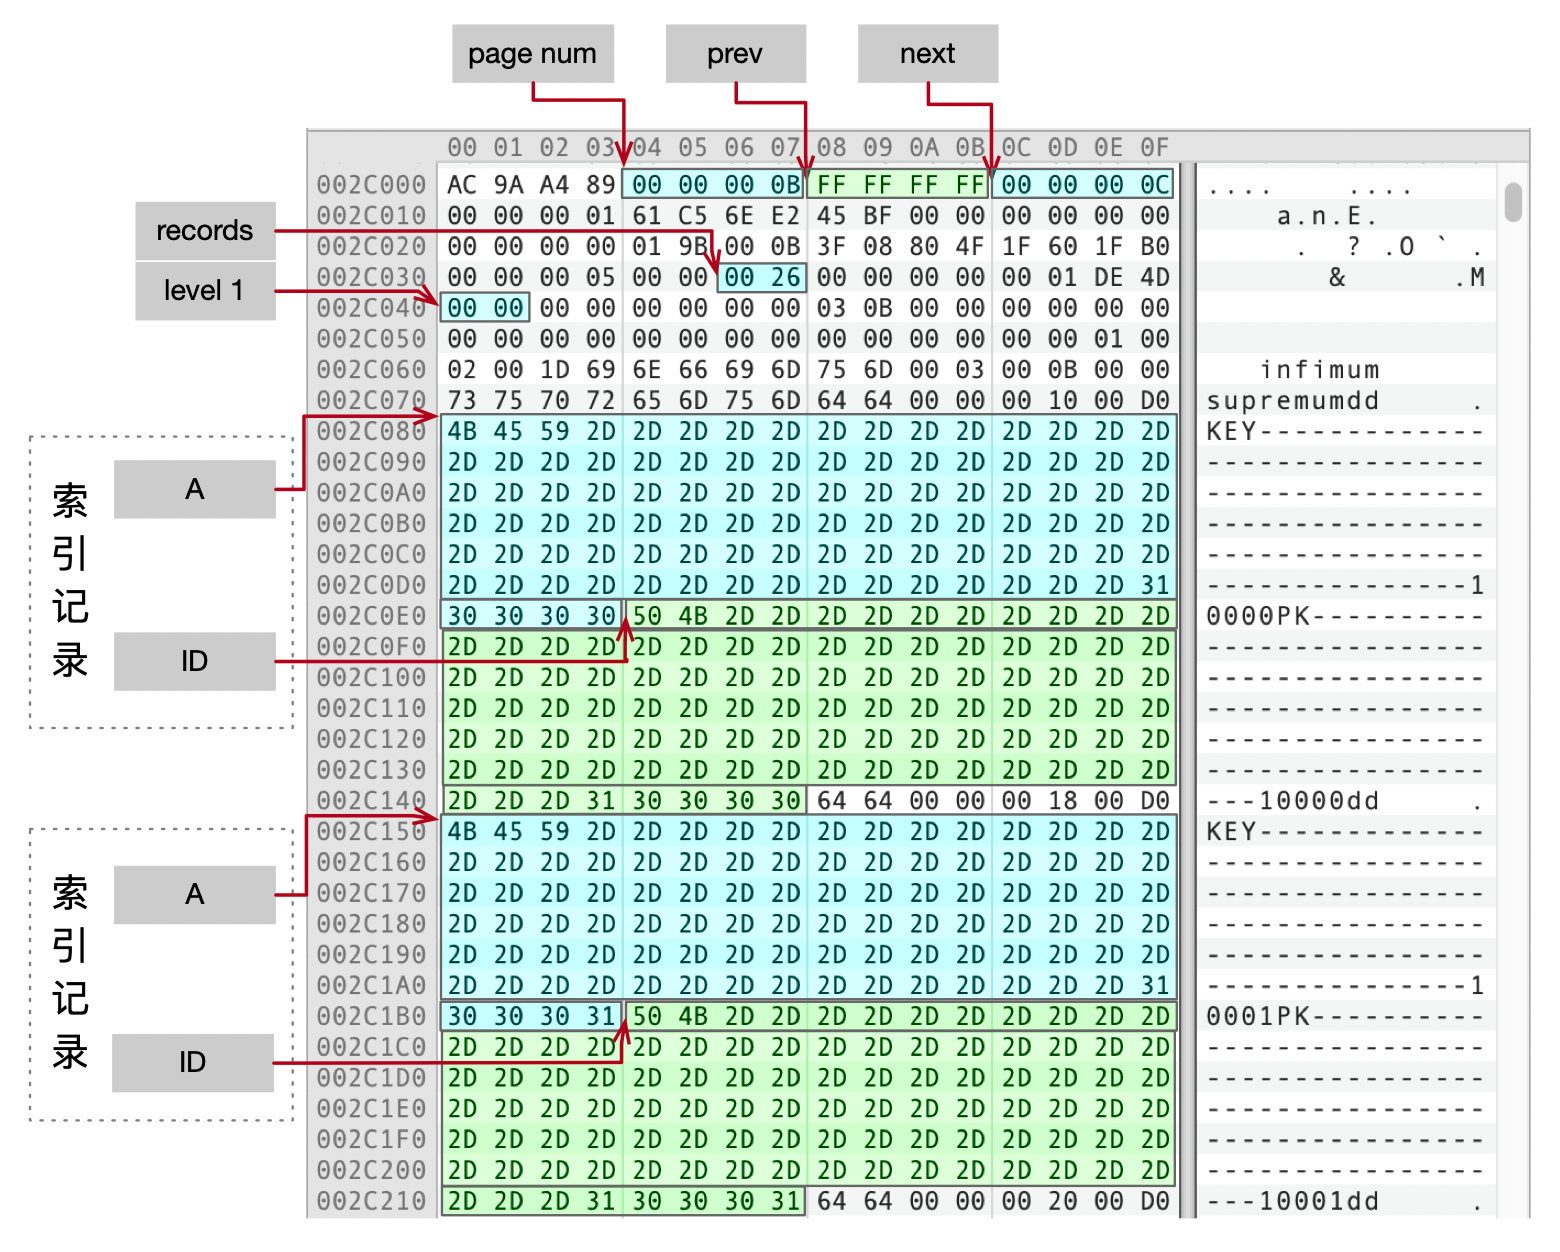 page num prev next
00 01 02 03 04 05 06 07 08 09 0A 0B 0C 0D 0E 0F
002C000 AC 9A A4 89 00 00 00 0B FF FF FF FF 00 00 00 0C .... ....
002C010 00 00 00 01 61 C5 6E E2 45 BF 00 00 00 00 00 00 a.n.E.
records
002C020 00 00 00 00 01 9B 00 0B 3F 08 80 4F 1F 60 1F B0 . ? .O ` .
level 1
002C030 00 00 00 05 00 00 00 26 00 00 00 00 00 01 DE 4D & .M
002C040 00 00 00 00 00 00 00 00 03 0B 00 00 00 00 00 00
002C050 00 00 00 00 00 00 00 00 00 00 00 00 00 00 01 00
002C060 02 00 1D 69 6E 66 69 6D 75 6D 00 03 00 0B 00 00 infimum
002C070 73 75 70 72 65 6D 75 6D 64 64 00 00 00 10 00 D0 supremumdd .
002C080 4B 45 59 2D 2D 2D 2D 2D 2D 2D 2D 2D 2D 2D 2D 2D KEY-------------
002C090 2D 2D 2D 2D 2D 2D 2D 2D 2D 2D 2D 2D 2D 2D 2D 2D ----------------
002C0A0 2D 2D 2D 2D 2D 2D 2D 2D 2D 2D 2D 2D 2D 2D 2D 2D ----------------
002C0B0 2D 2D 2D 2D 2D 2D 2D 2D 2D 2D 2D 2D 2D 2D 2D 2D ----------------
002C0C0 2D 2D 2D 2D 2D 2D 2D 2D 2D 2D 2D 2D 2D 2D 2D 2D ----------------
002C0D0 2D 2D 2D 2D 2D 2D 2D 2D 2D 2D 2D 2D 2D 2D 2D 31 ---------------1
002C0E0 30 30 30 30 50 4B 2D 2D 2D 2D 2D 2D 2D 2D 2D 2D 0000PK----------
002C0F0 2D 2D 2D 2D 2D 2D 2D 2D 2D 2D 2D 2D 2D 2D 2D 2D ----------------
002C100 2D 2D 2D 2D 2D 2D 2D 2D 2D 2D 2D 2D 2D 2D 2D 2D ----------------
002C110 2D 2D 2D 2D 2D 2D 2D 2D 2D 2D 2D 2D 2D 2D 2D 2D ----------------
002C120 2D 2D 2D 2D 2D 2D 2D 2D 2D 2D 2D 2D 2D 2D 2D 2D ----------------
002C130 2D 2D 2D 2D 2D 2D 2D 2D 2D 2D 2D 2D 2D 2D 2D 2D ----------------
002C140 2D 2D 2D 31 30 30 30 30 64 64 00 00 00 18 00 D0 ---10000dd .
索引记录
A
ID
002C150 4B 45 59 2D 2D 2D 2D 2D 2D 2D 2D 2D 2D 2D 2D 2D KEY-------------
002C160 2D 2D 2D 2D 2D 2D 2D 2D 2D 2D 2D 2D 2D 2D 2D 2D ----------------
002C170 2D 2D 2D 2D 2D 2D 2D 2D 2D 2D 2D 2D 2D 2D 2D 2D ----------------
002C180 2D 2D 2D 2D 2D 2D 2D 2D 2D 2D 2D 2D 2D 2D 2D 2D ----------------
002C190 2D 2D 2D 2D 2D 2D 2D 2D 2D 2D 2D 2D 2D 2D 2D 2D ----------------
002C1A0 2D 2D 2D 2D 2D 2D 2D 2D 2D 2D 2D 2D 2D 2D 2D 31 ---------------1
002C1B0 30 30 30 31 50 4B 2D 2D 2D 2D 2D 2D 2D 2D 2D 2D 0001PK----------
002C1C0 2D 2D 2D 2D 2D 2D 2D 2D 2D 2D 2D 2D 2D 2D 2D 2D ----------------
002C1D0 2D 2D 2D 2D 2D 2D 2D 2D 2D 2D 2D 2D 2D 2D 2D 2D ----------------
002C1E0 2D 2D 2D 2D 2D 2D 2D 2D 2D 2D 2D 2D 2D 2D 2D 2D ----------------
002C1F0 2D 2D 2D 2D 2D 2D 2D 2D 2D 2D 2D 2D 2D 2D 2D 2D ----------------
002C200 2D 2D 2D 2D 2D 2D 2D 2D 2D 2D 2D 2D 2D 2D 2D 2D ----------------
002C210 2D 2D 2D 31 30 30 30 31 64 64 00 00 00 20 00 D0 ---10001dd .
索引记录
A
ID